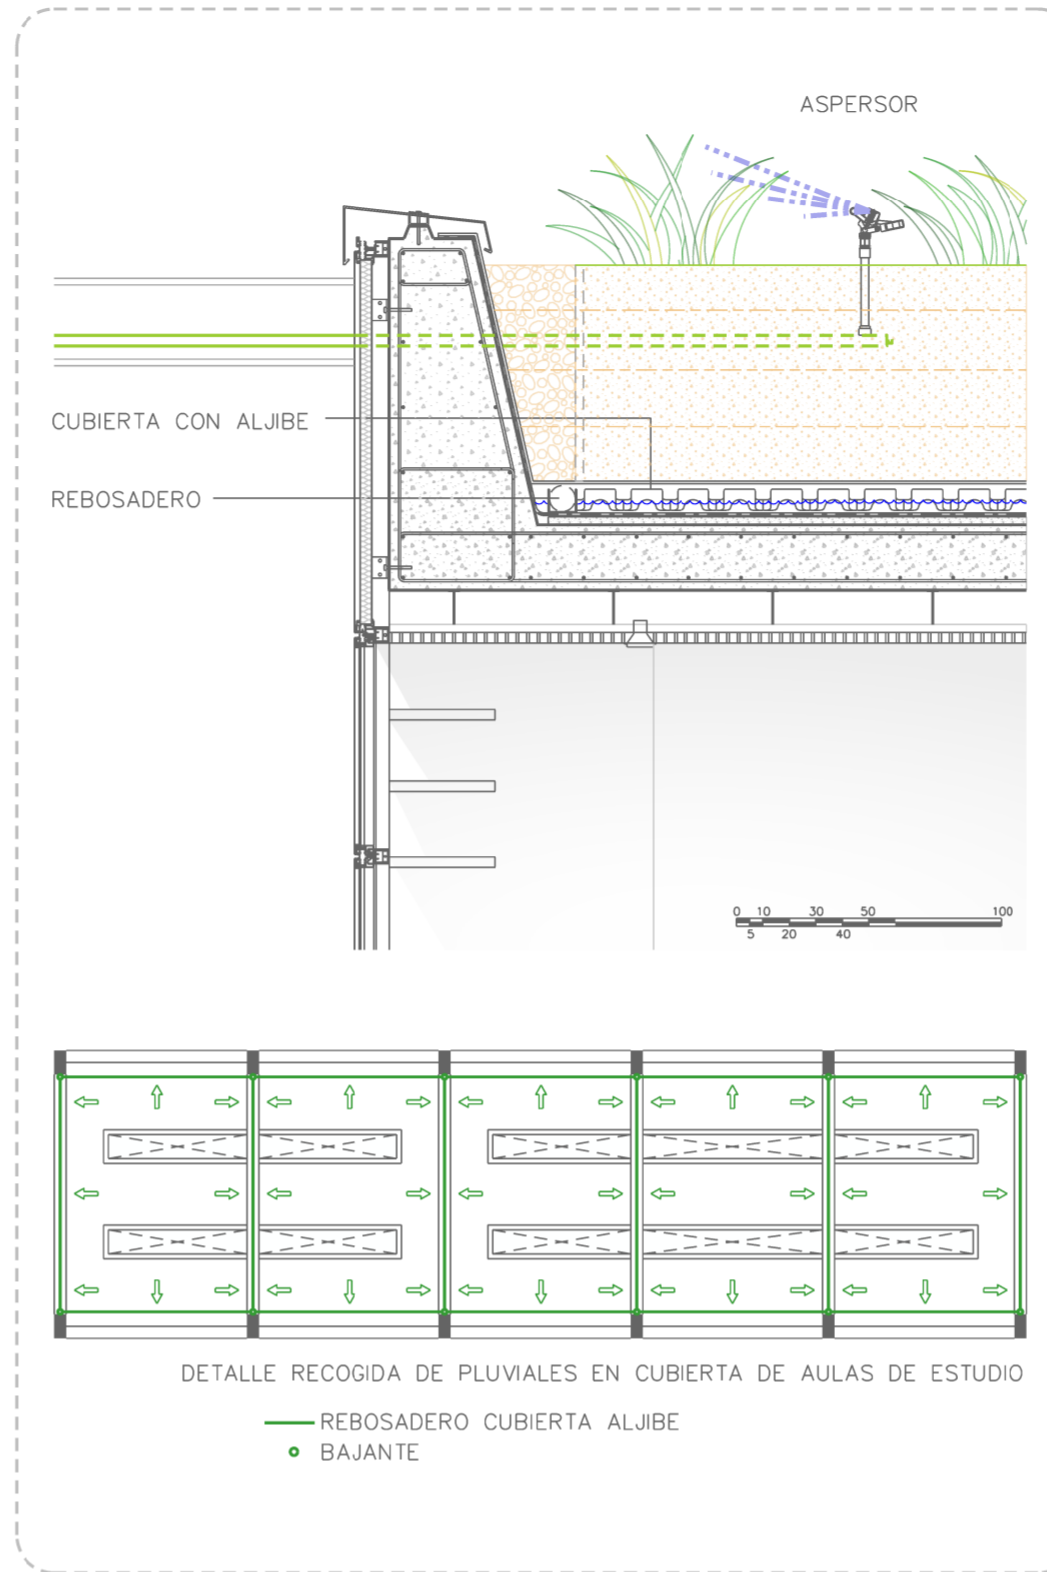 ASPERSOR
CUBIERTA CON ALJIBE
REBOSADERO
0 10 30 50 100
5 20 40
DETALLE RECOGIDA DE PLUVIALES EN CUBIERTA DE AULAS DE ESTUDIO
REBOSADERO CUBIERTA ALJIBE
BAJANTE